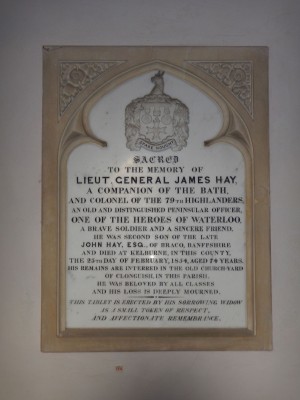 SACRED
TO THE MEMORY OF
LIEUT. GENERAL JAMES HAY,
A COMPANION OF THE BATH,
AND COLONEL OF THE 79TH HIGHLANDERS,
AN OLD AND DISTINGUISHED PENINSULAR OFFICER,
ONE OF THE HEROES OF WATERLOO,
A BRAVE SOLDIER AND A SINCERE FRIEND,
HE WAS SECOND SON OF THE LATE
JOHN HAY, ESQ., OF BRACO, BANFFSHIRE
AND DIED AT KILBURNE, IN THIS COUNTY,
THE 25TH DAY OF FEBRUARY, 1854, AGED YEARS,
HIS REMAINS ARE INTERRED IN THE OLD CHURCHYARD
OF CLONGUISH IN THIS PARISH.
HE WAS BELOVED BY ALL CLASSES
AND HIS LOSS IS DEEPLY MOURNED.
THIS TABLET IS ERECTED BY HIS SORROWING WIDOW
A SMALL TOKEN OF RESPECT,
AND AFFECTIONATE REMEMBRANCE.